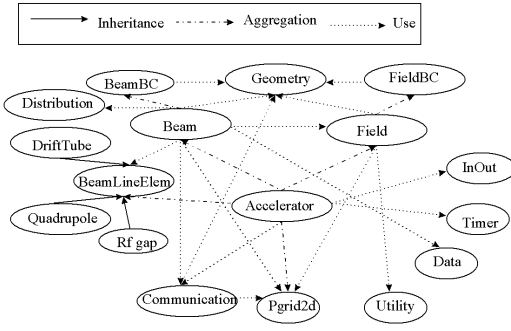 Inheritance Aggregation Use
BeamBC Geometry FieldBC
Distribution
Beam Field
DriftTube
InOut
BeamLineElem
Accelerator
Quadrupole Timer
Rf gap
Data
Communication Pgrid2d Utility